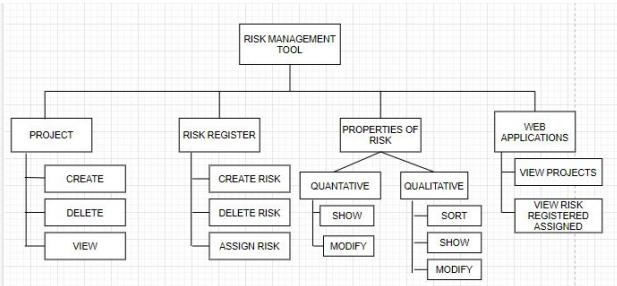 RISK MANAGEMENT
TOOL
PROJECT
RISK REGISTER
PROPERTIES OF
RISK
WEB
APPLICATIONS
CREATE
DELETE
VIEW
CREATE RISK
DELETE RISK
ASSIGN RISK
QUANTATIVE
SHOW
MODIFY
QUALITATIVE
SORT
SHOW
MODIFY
VIEW PROJECTS
VIEW RISK
REGISTERED
ASSIGNED